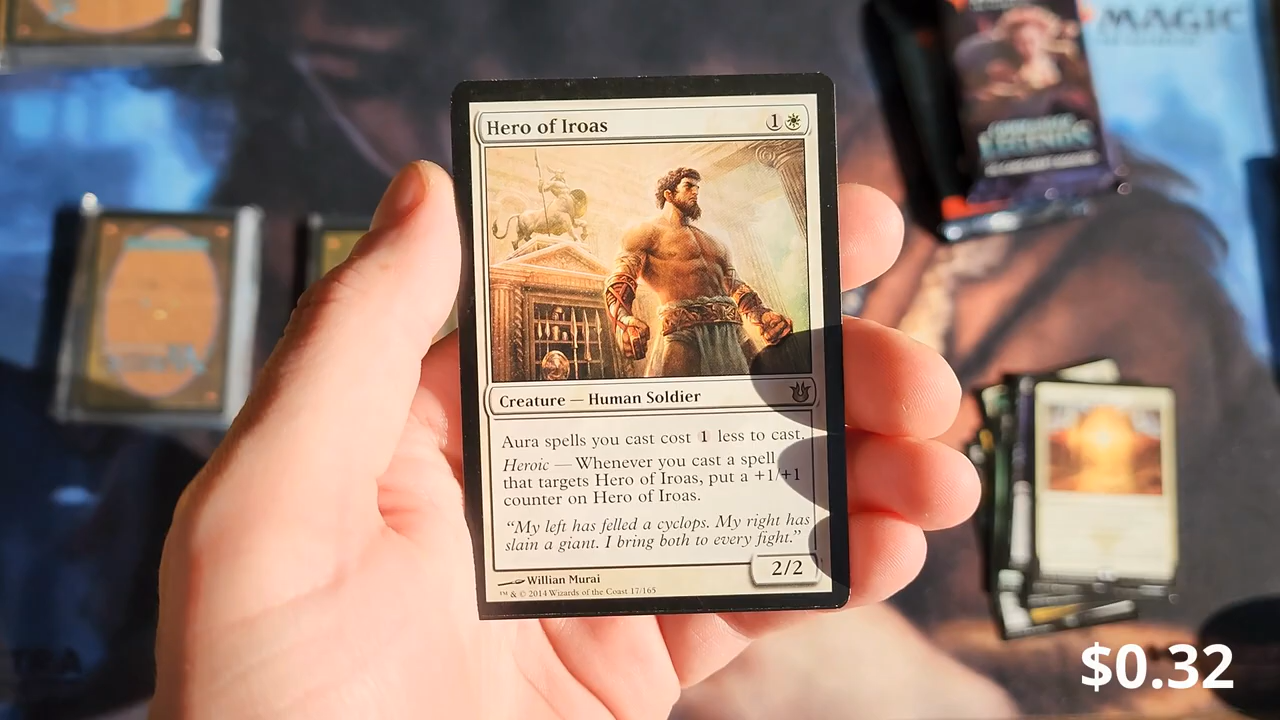 MAGIC
LEGENDS
Hero of Iroas
1
Creature — Human Soldier
Aura spells you cast cost 1 less to cast.
Heroic — Whenever you cast a spell
that targets Hero of Iroas, put a +1/+1
counter on Hero of Iroas.
“My left has felled a cyclops. My right has
slain a giant. I bring both to every fight.”
2/2
Willian Murai
™ & © 2014 Wizards of the Coast 17/165
$0.32